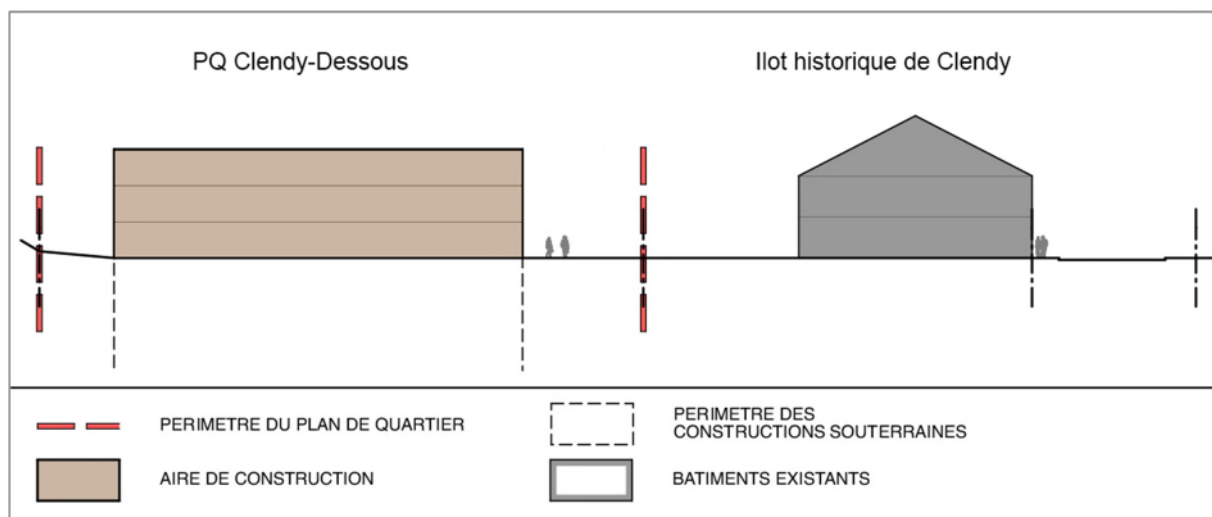 PQ Clendy-Dessous
Ilot historique de Clendy
PERIMETRE DU PLAN DE QUARTIER
PERIMETRE DES
CONSTRUCTIONS SOUTERRAINES
AIRE DE CONSTRUCTION
BATIMENTS EXISTANTS